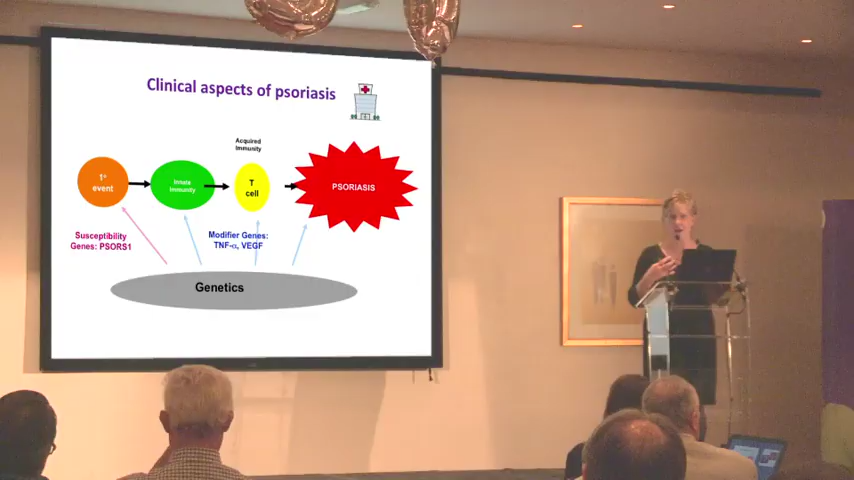 Clinical aspects of psoriasis
Acquired
Immunity
1°
event
Innate
Immunity
T
cell
PSORIASIS
Susceptibility
Genes: PSORS1
Modifier Genes:
TNF-α, VEGF
Genetics